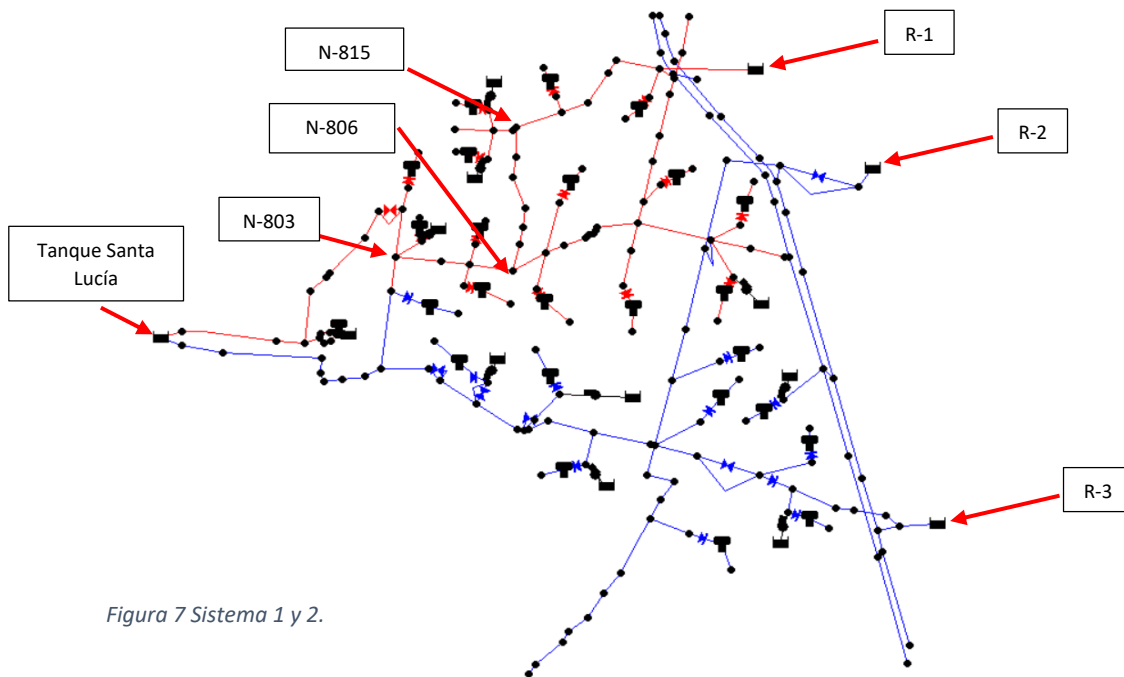 R-1
N-815
N-806
R-2
N-803
Tanque Santa
Lucía
R-3
Figura 7 Sistema 1 y 2.